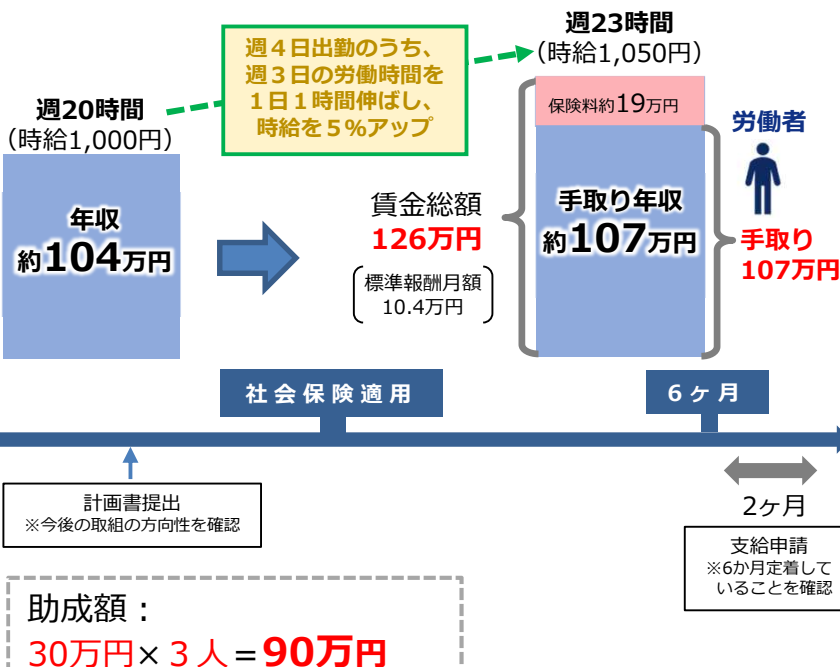 週23時間
（時給1,050円）
週４日出勤のうち、
週３日の労働時間を
１日１時間伸ばし、
時給を５％アップ
週20時間
（時給1,000円）
保険料約19万円
労働者
年収
約104万円
賃金総額
126万円
標準報酬月額
10.4万円
手取り年収
約107万円
手取り
107万円
社会保険適用
６ヶ月
計画書提出
※今後の取組の方向性を確認
2ヶ月
支給申請
※6か月定着して
いることを確認
助成額：
30万円×３人＝90万円